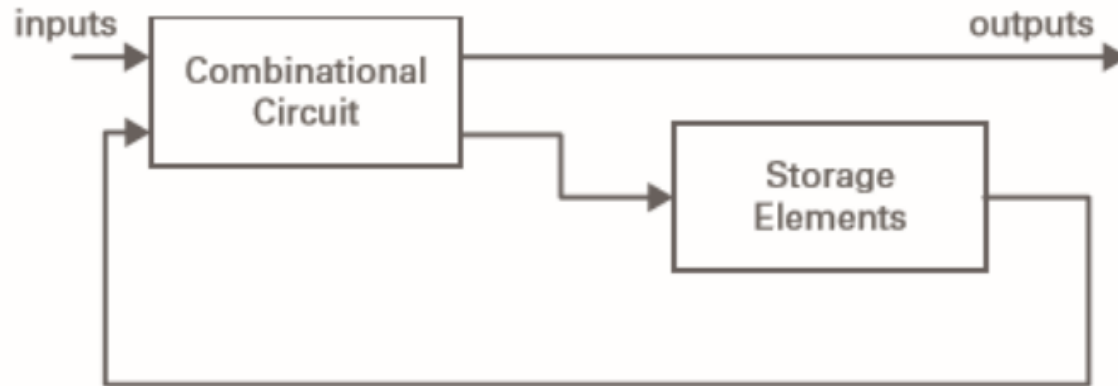 inputs
outputs
Combinational
Circuit
Storage
Elements